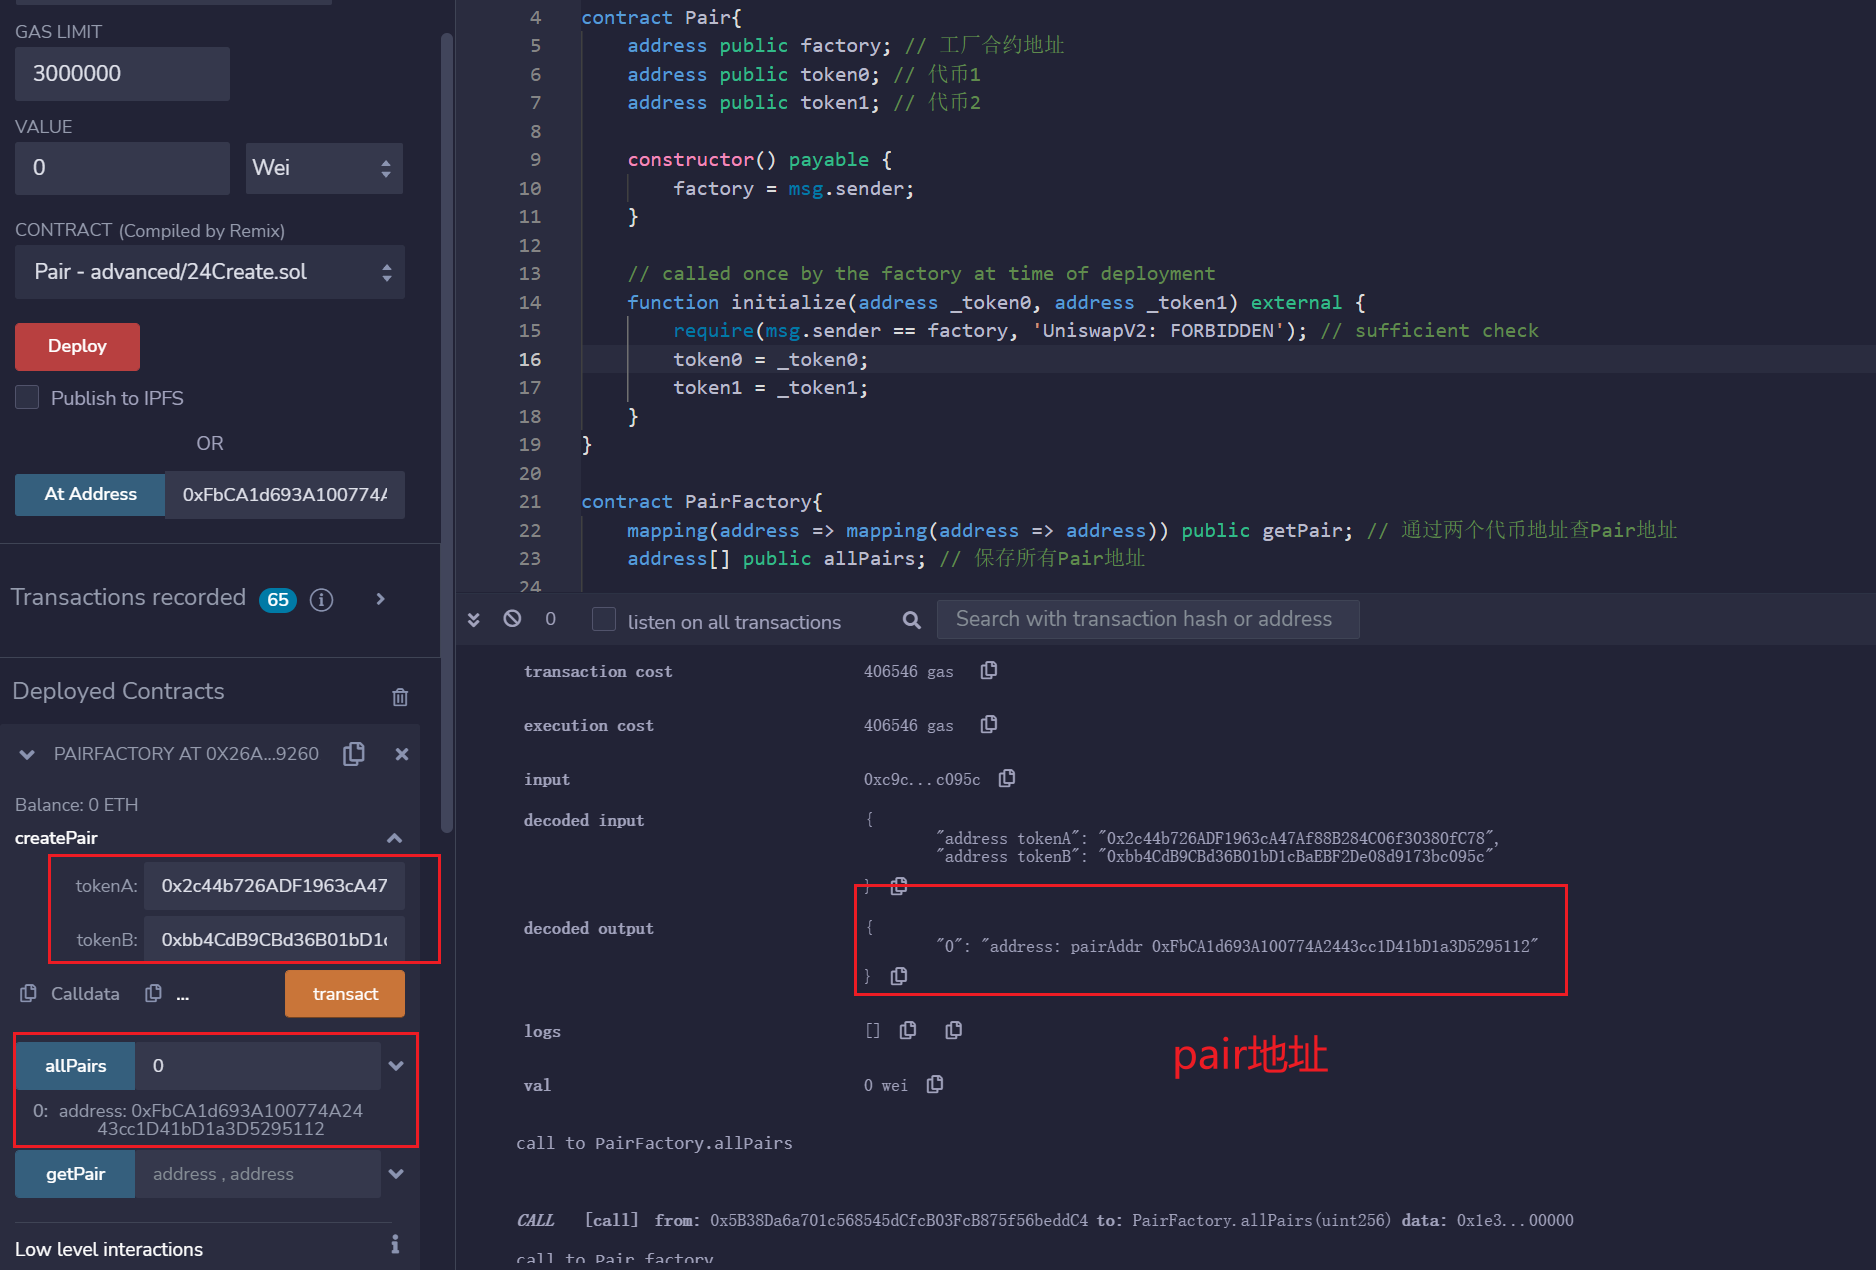 GAS LIMIT
3000000
VALUE
0
Wei
CONTRACT (Compiled by Remix)
Pair - advanced/24Create.sol
Deploy
Publish to IPFS
OR
At Address
0xFbCA1d693A100774A
Transactions recorded
65
Deployed Contracts
PAIRFACTORY AT 0X26A...9260
Balance: 0 ETH
createPair
tokenA:
0x2c44b726ADF1963cA47
tokenB:
0xbb4CdB9CBd36B01bD1c
Calldata
...
transact
allPairs
0
0: address: 0xFbCA1d693A100774A24
43cc1D41bD1a3D5295112
getPair
address , address
Low level interactions
4 contract Pair{
5 address public factory; // 工厂合约地址
6 address public token0; // 代币1
7 address public token1; // 代币2
8
9 constructor() payable {
10 factory = msg.sender;
11 }
12
13 // called once by the factory at time of deployment
14 function initialize(address _token0, address _token1) external {
15 require(msg.sender == factory, 'UniswapV2: FORBIDDEN'); // sufficient check
16 token0 = _token0;
17 token1 = _token1;
18 }
19 }
20
21 contract PairFactory{
22 mapping(address => mapping(address => address)) public getPair; // 通过两个代币地址查Pair地址
23 address[] public allPairs; // 保存所有Pair地址
24
0
listen on all transactions
Search with transaction hash or address
transaction cost 406546 gas
execution cost 406546 gas
input 0xc9c...c095c
decoded input {
"address tokenA": "0x2c44b726ADF1963cA47Af88B284C06f30380fC78",
"address tokenB": "0xbb4CdB9CBd36B01bD1cBaEBF2De08d9173bc095c"
}
decoded output {
"0": "address: pairAddr 0xFbCA1d693A100774A2443cc1D41bD1a3D5295112"
}
logs []
pair地址
val 0 wei
call to PairFactory.allPairs
CALL [call] from: 0x5B38Da6a701c568545dCfcB03FcB875f56beddC4 to: PairFactory.allPairs(uint256) data: 0x1e3...00000
call to Pair factory